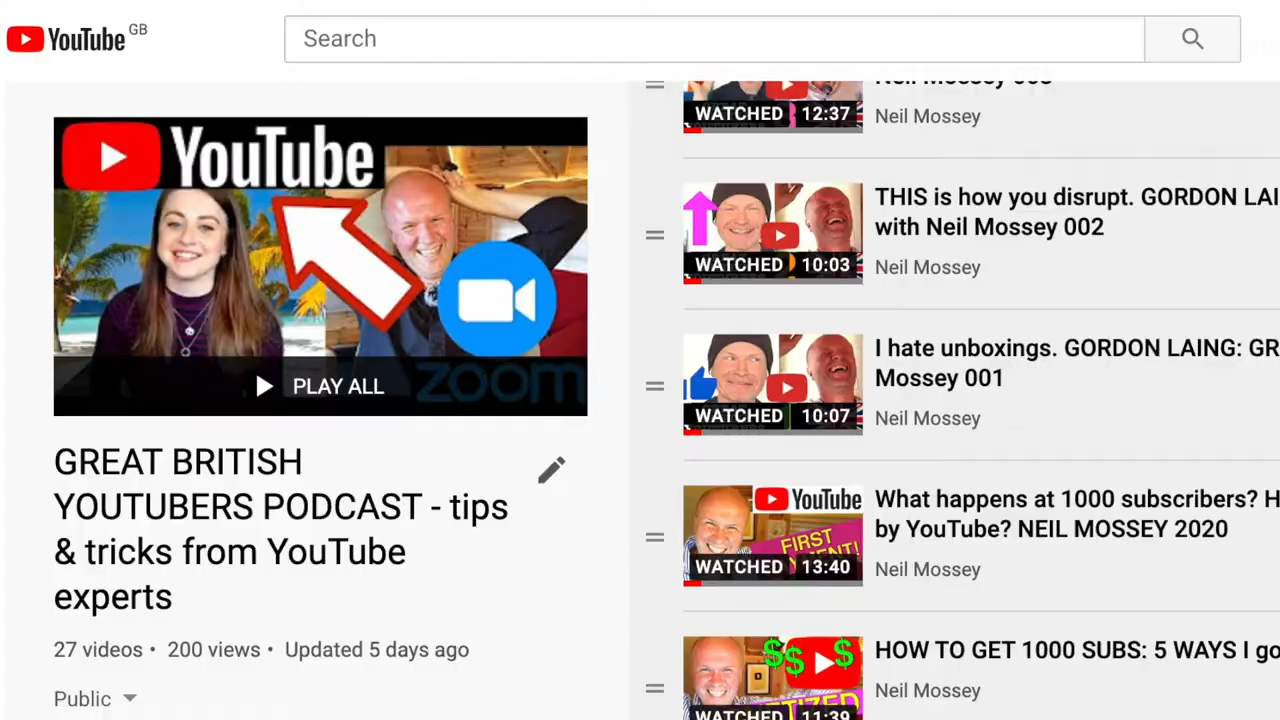 YouTube GB
Search
YouTube
zoom
PLAY ALL
GREAT BRITISH
YOUTUBERS PODCAST - tips
& tricks from YouTube
experts
27 videos • 200 views • Updated 5 days ago
Public
WATCHED 12:37
Neil Mossey
THIS is how you disrupt. GORDON LAI
with Neil Mossey 002
WATCHED 10:03
Neil Mossey
I hate unboxings. GORDON LAING: GR
Mossey 001
WATCHED 10:07
Neil Mossey
What happens at 1000 subscribers? H
by YouTube? NEIL MOSSEY 2020
YouTube
FIRST
WATCHED 13:40
Neil Mossey
HOW TO GET 1000 SUBS: 5 WAYS I go
$$ $
WATCHED 11:39
Neil Mossey